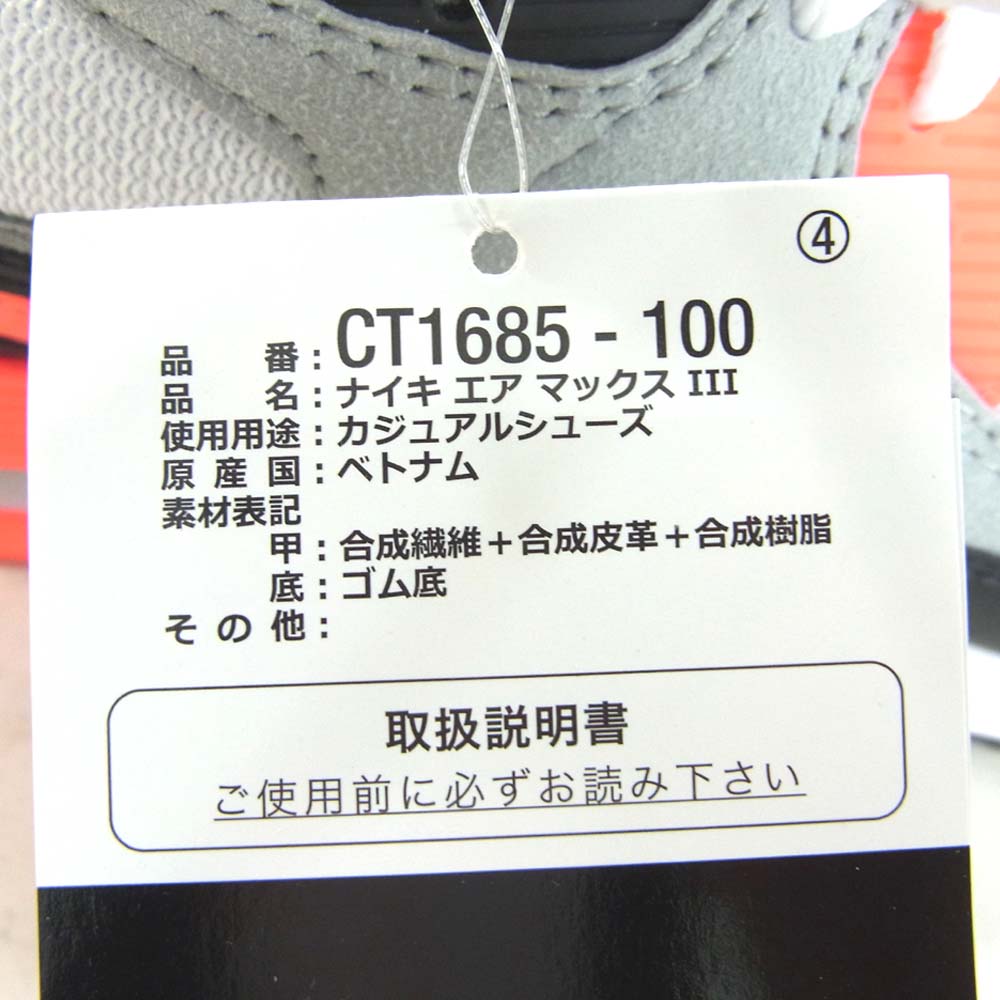 ④
品番：CT1685 - 100
品名：ナイキ エア マックス III
使用用途：カジュアルシューズ
原産国：ベトナム
素材表記
甲：合成繊維＋合成皮革＋合成樹脂
底：ゴム底
その他：
取扱説明書
ご使用前に必ずお読み下さい